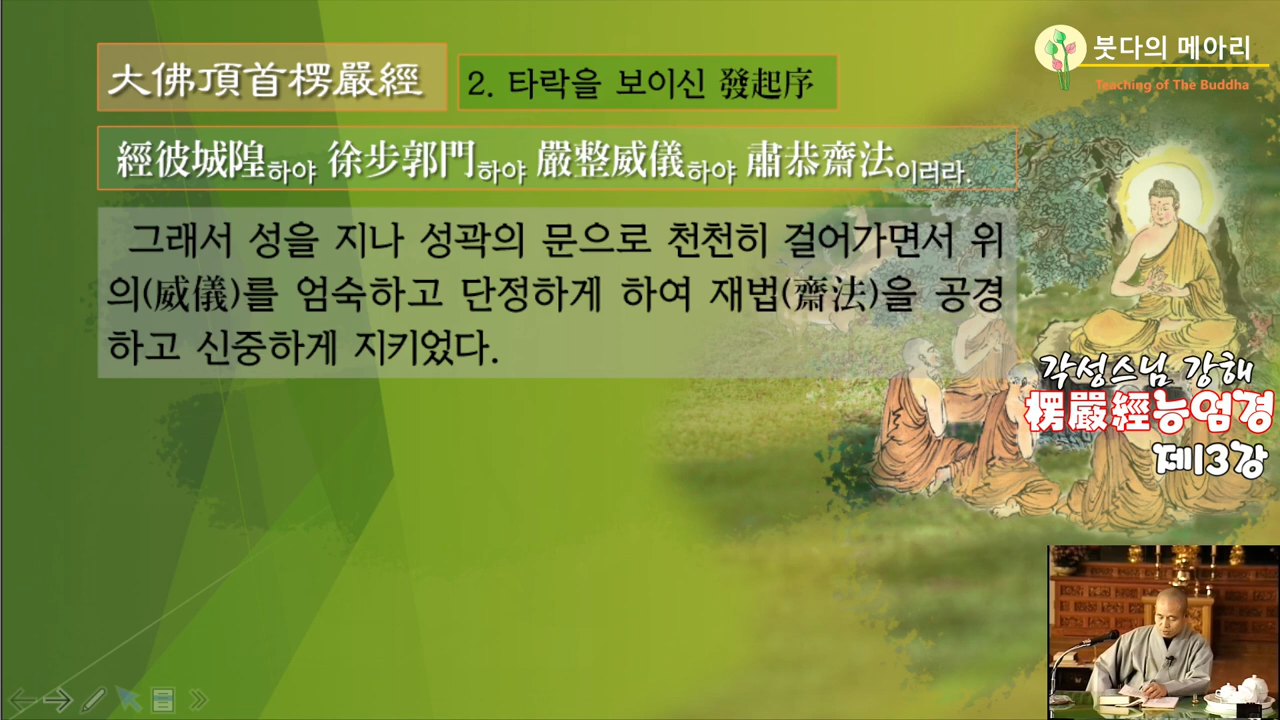 大佛頂首楞嚴經
2. 타락을 보이신 發起序
붓다의 메아리
Teaching of The Buddha
經彼城隍하야 徐步郭門하야 嚴整威儀하야 肅恭齋法이러라.
그래서 성을 지나 성곽의 문으로 천천히 걸어가면서 위
의(威儀)를 엄숙하고 단정하게 하여 재법(齋法)을 공경
하고 신중하게 지키었다.
각성스님 강해
楞嚴經능엄경
제13강